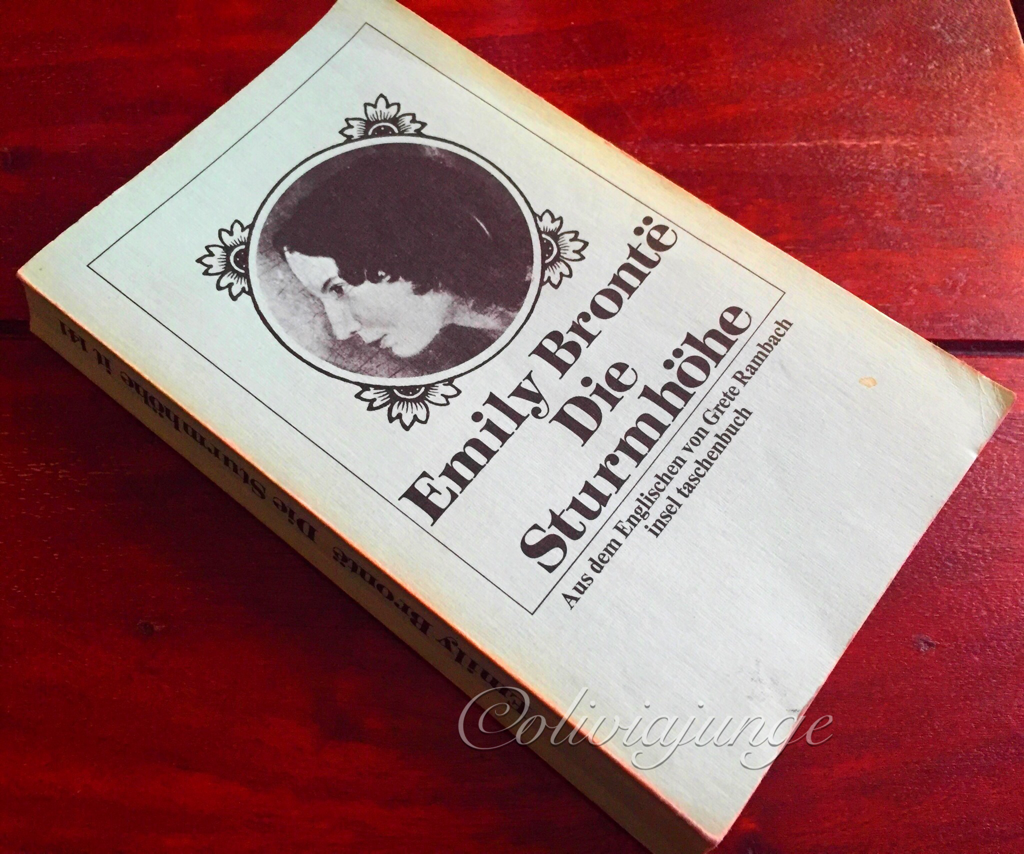 Emily Brontë
Die
Sturmhöhe
Aus dem Englischen von Grete Rambach
insel taschenbuch
Emily Brontë Die Sturmhöhe it 141
©oliviajunge